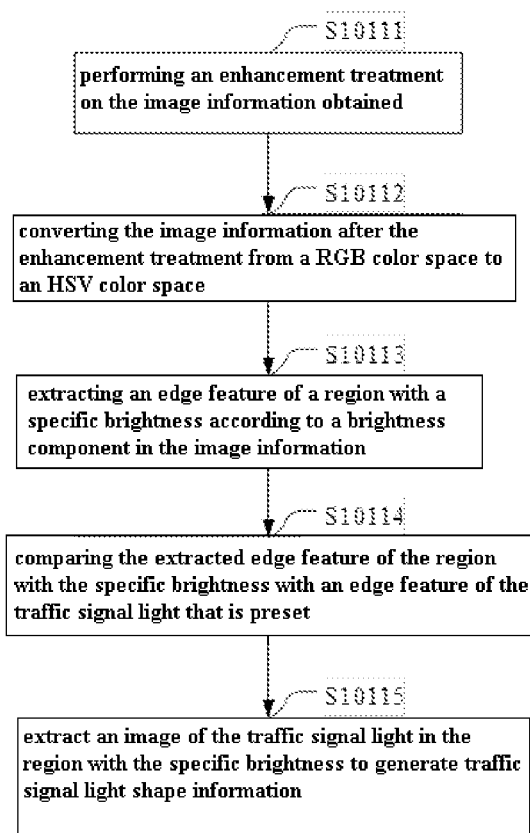 S10111
performing an enhancement treatment
on the image information obtained
S10112
converting the image information after the
enhancement treatment from a RGB color space to
an HSV color space
S10113
extracting an edge feature of a region with a
specific brightness according to a brightness
component in the image information
S10114
comparing the extracted edge feature of the region
with the specific brightness with an edge feature of the
traffic signal light that is preset
S10115
extract an image of the traffic signal light in the
region with the specific brightness to generate traffic
signal light shape information